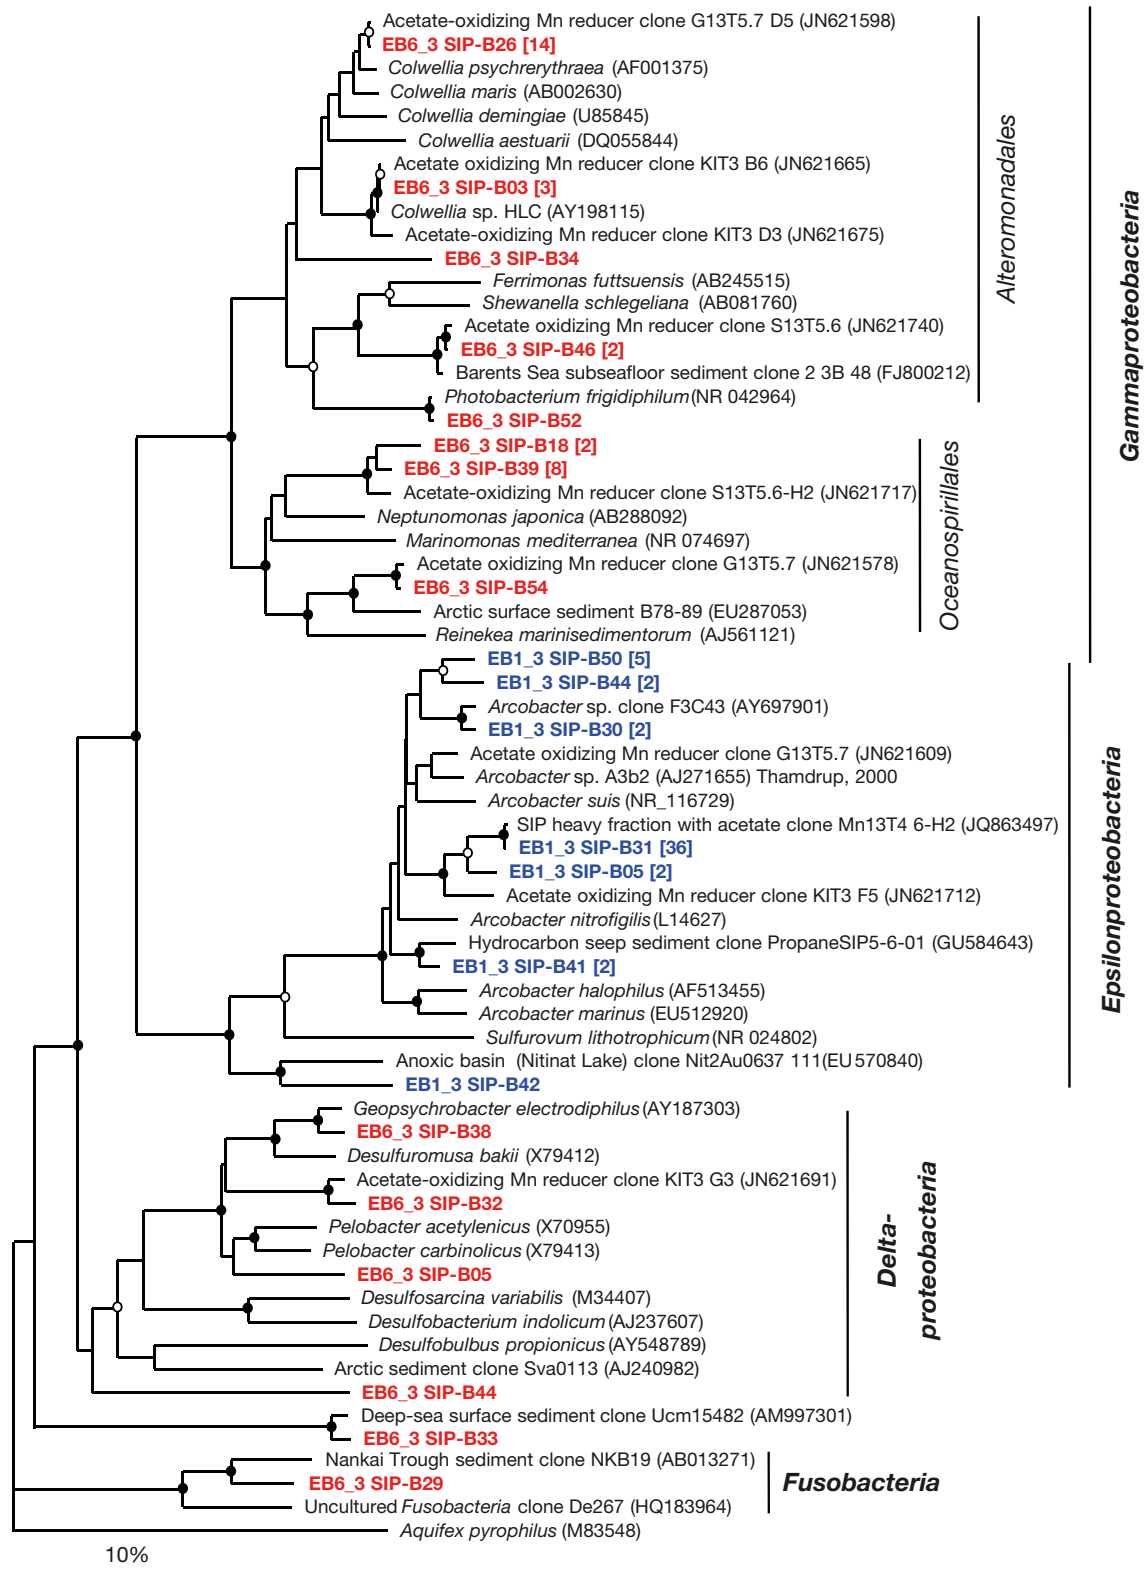 Acetate-oxidizing Mn reducer clone G13T5.7 D5 (JN621598)
EB6_3 SIP-B26 [14]
Colwellia psychrerythraea (AF001375)
Colwellia maris (AB002630)
Colwellia demingiae (U85845)
Colwellia aestuarii (DQ055844)
Acetate oxidizing Mn reducer clone KIT3 B6 (JN621665)
EB6_3 SIP-B03 [3]
Colwellia sp. HLC (AY198115)
Acetate-oxidizing Mn reducer clone KIT3 D3 (JN621675)
EB6_3 SIP-B34
Ferrimonas futtsuensis (AB245515)
Shewanella schlegeliana (AB081760)
Acetate oxidizing Mn reducer clone S13T5.6 (JN621740)
EB6_3 SIP-B46 [2]
Barents Sea subseafloor sediment clone 2 3B 48 (FJ800212)
Photobacterium frigidiphilum (NR 042964)
EB6_3 SIP-B52
Alteromonadales
EB6_3 SIP-B18 [2]
EB6_3 SIP-B39 [8]
Acetate-oxidizing Mn reducer clone S13T5.6-H2 (JN621717)
Neptunomonas japonica (AB288092)
Marinomonas mediterranea (NR 074697)
Acetate oxidizing Mn reducer clone G13T5.7 (JN621578)
EB6_3 SIP-B54
Arctic surface sediment B78-89 (EU287053)
Reinekea marinisedimentorum (AJ561121)
Oceanospirillales
Gammaproteobacteria
EB1_3 SIP-B50 [5]
EB1_3 SIP-B44 [2]
Arcobacter sp. clone F3C43 (AY697901)
EB1_3 SIP-B30 [2]
Acetate oxidizing Mn reducer clone G13T5.7 (JN621609)
Arcobacter sp. A3b2 (AJ271655) Thamdrup, 2000
Arcobacter suis (NR_116729)
SIP heavy fraction with acetate clone Mn13T4 6-H2 (JQ863497)
EB1_3 SIP-B31 [36]
EB1_3 SIP-B05 [2]
Acetate oxidizing Mn reducer clone KIT3 F5 (JN621712)
Arcobacter nitrofigilis (L14627)
Hydrocarbon seep sediment clone PropaneSIP5-6-01 (GU584643)
EB1_3 SIP-B41 [2]
Arcobacter halophilus (AF513455)
Arcobacter marinus (EU512920)
Sulfurovum lithotrophicum (NR 024802)
Anoxic basin (Nitinat Lake) clone Nit2Au0637 111(EU570840)
EB1_3 SIP-B42
Epsilonproteobacteria
Geopsychrobacter electrodiphilus (AY187303)
EB6_3 SIP-B38
Desulfuromusa bakii (X79412)
Acetate-oxidizing Mn reducer clone KIT3 G3 (JN621691)
EB6_3 SIP-B32
Pelobacter acetylenicus (X70955)
Pelobacter carbinolicus (X79413)
EB6_3 SIP-B05
Desulfosarcina variabilis (M34407)
Desulfobacterium indolicum (AJ237607)
Desulfobulbus propionicus (AY548789)
Arctic sediment clone Sva0113 (AJ240982)
EB6_3 SIP-B44
Delta-
proteobacteria
Deep-sea surface sediment clone Ucm15482 (AM997301)
EB6_3 SIP-B33
Nankai Trough sediment clone NKB19 (AB013271)
EB6_3 SIP-B29
Uncultured Fusobacteria clone De267 (HQ183964)
Fusobacteria
Aquifex pyrophilus (M83548)
10%